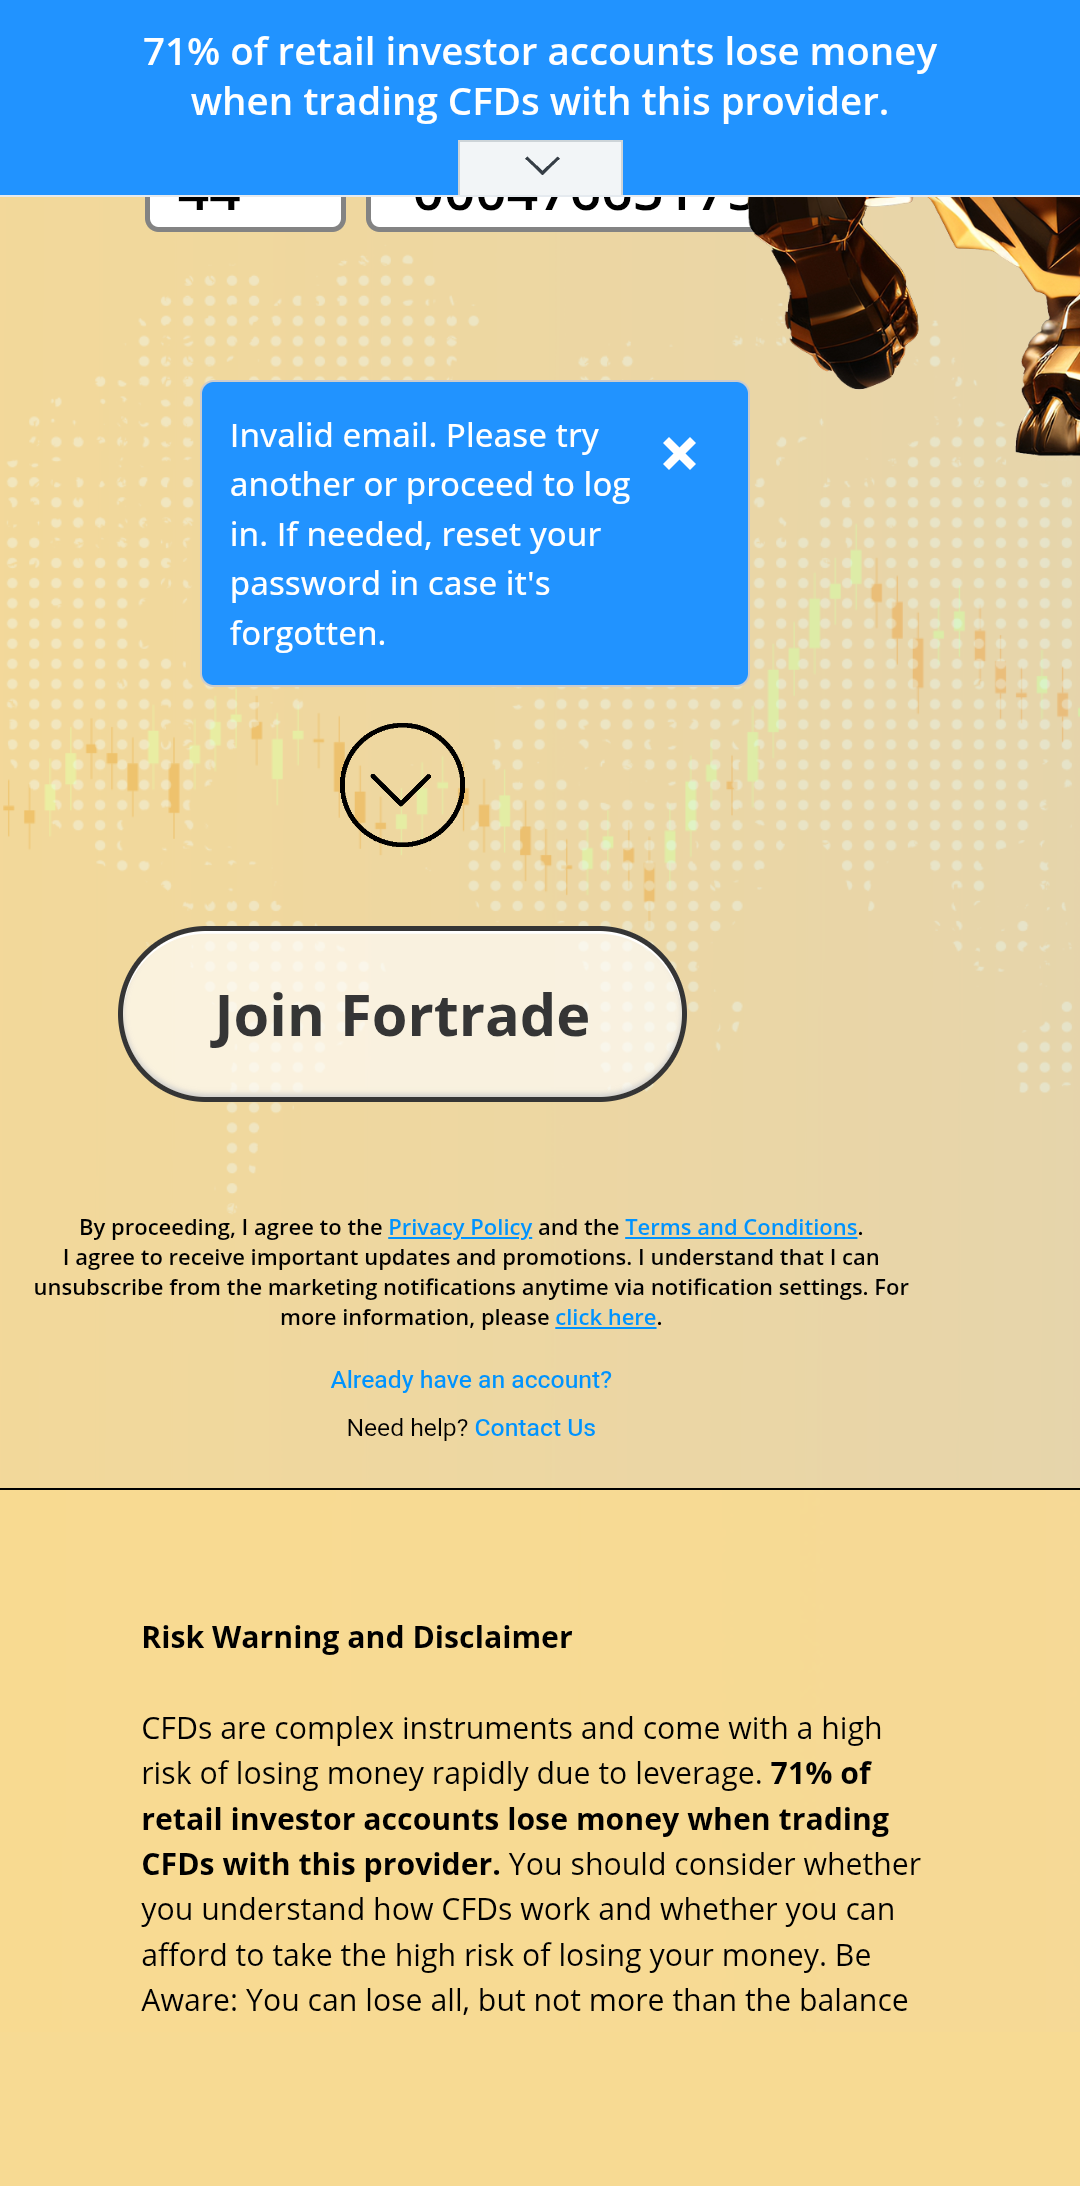 71% of retail investor accounts lose money
when trading CFDs with this provider.
44
Invalid email. Please try
another or proceed to log
in. If needed, reset your
password in case it's
forgotten.
Join Fortrade
By proceeding, I agree to the Privacy Policy and the Terms and Conditions.
I agree to receive important updates and promotions. I understand that I can
unsubscribe from the marketing notifications anytime via notification settings. For
more information, please click here.
Already have an account?
Need help? Contact Us
Risk Warning and Disclaimer
CFDs are complex instruments and come with a high
risk of losing money rapidly due to leverage. 71% of
retail investor accounts lose money when trading
CFDs with this provider. You should consider whether
you understand how CFDs work and whether you can
afford to take the high risk of losing your money. Be
Aware: You can lose all, but not more than the balance